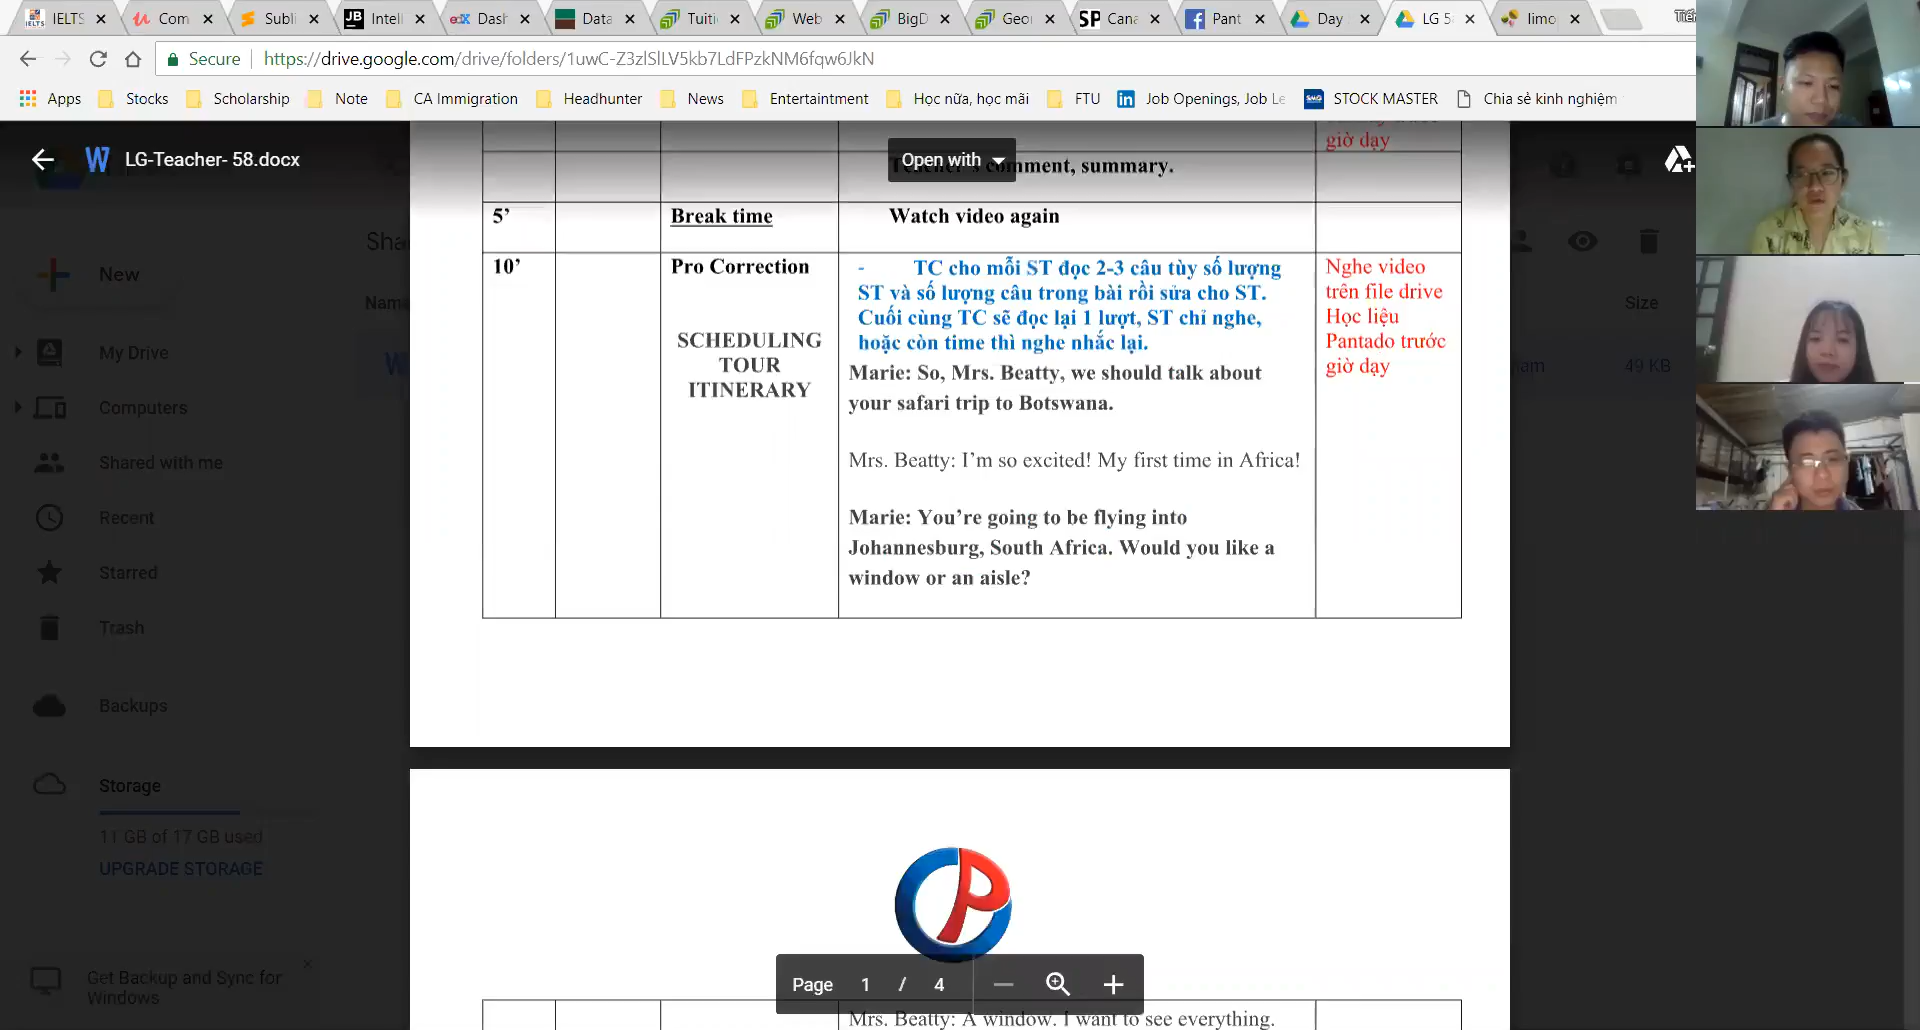 IELTS
Com
Subli
Intell
Dash
Data
Tuiti
Web
BigD
Geor
Cana
Pant
Day
LG 5
limo
Secure
https://drive.google.com/drive/folders/1uwC-Z3zlSlLV5kb7LdFPzkNM6fqw6JkN
Apps
Stocks
Scholarship
Note
CA Immigration
Headhunter
News
Entertaintment
Học nữa, học mãi
FTU
Job Openings, Job Le
STOCK MASTER
Chia sẻ kinh nghiệm
LG-Teacher- 58.docx
Open with
giờ dạy
comment, summary.
5’
Break time
Watch video again
10’
Pro Correction
SCHEDULING
TOUR
ITINERARY
- TC cho mỗi ST đọc 2-3 câu tùy số lượng
ST và số lượng câu trong bài rồi sửa cho ST.
Cuối cùng TC sẽ đọc lại 1 lượt, ST chỉ nghe,
hoặc còn time thì nghe nhắc lại.
Marie: So, Mrs. Beatty, we should talk about
your safari trip to Botswana.
Mrs. Beatty: I’m so excited! My first time in Africa!
Marie: You’re going to be flying into
Johannesburg, South Africa. Would you like a
window or an aisle?
Nghe video
trên file drive
Học liệu
Pantado trước
giờ dạy
New
My Drive
Computers
Shared with me
Recent
Starred
Trash
Backups
Storage
11 GB of 17 GB used
UPGRADE STORAGE
Get Backup and Sync for
Windows
Name
Size
49 KB
Page 1 / 4
Mrs. Beatty: A window. I want to see everything.